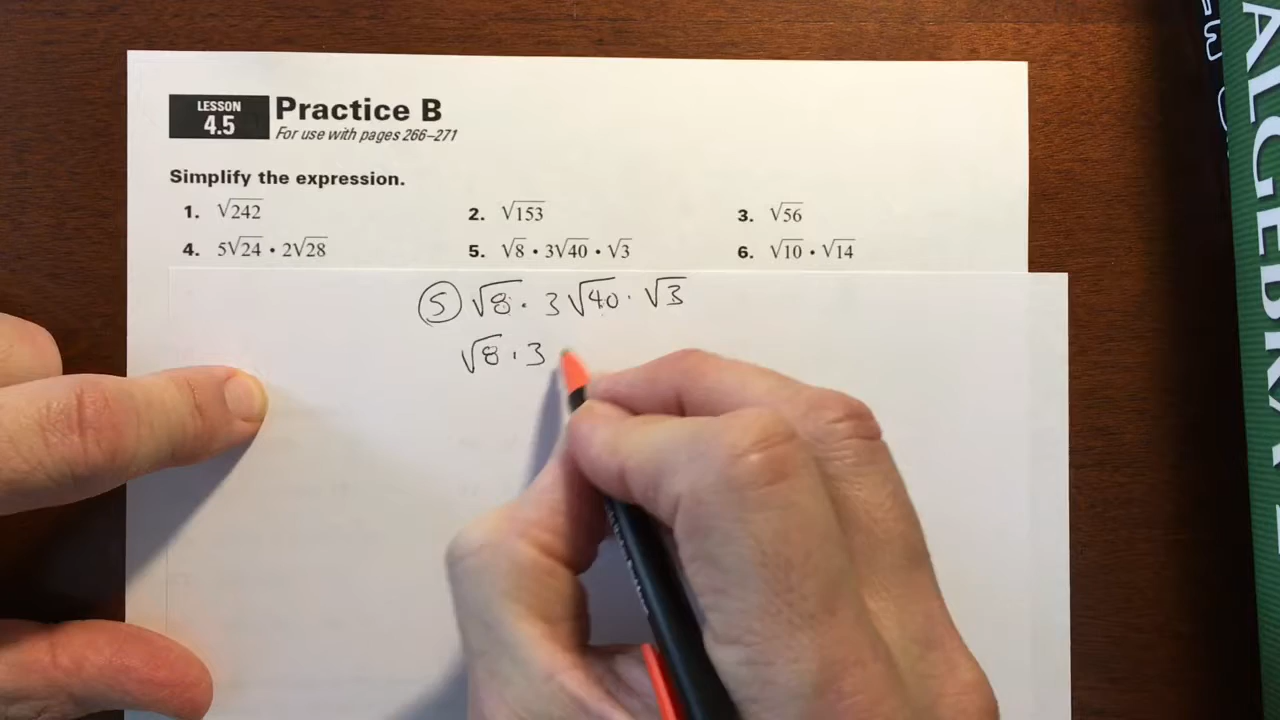 LESSON
4.5
Practice B
For use with pages 266–271
Simplify the expression.
1. √242
2. √153
3. √56
4. 5√24 • 2√28
5. √8 • 3√40 • √3
6. √10 • √14
⑤ √8 · 3√40 · √3
√8 · 3
ALGEBRA 2